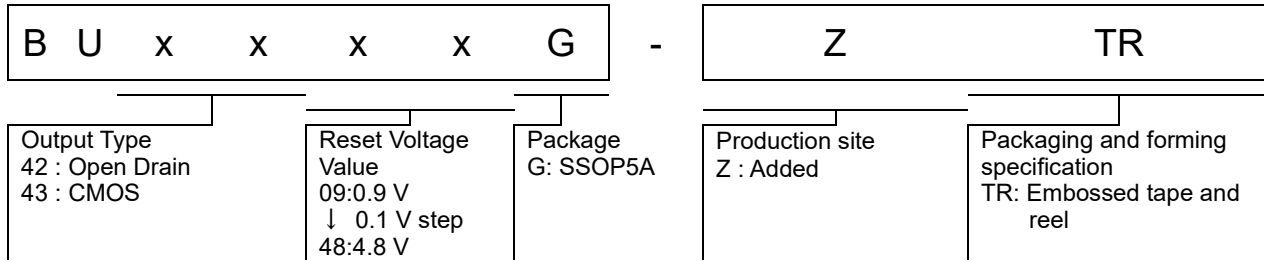 B U x x x x G - Z TR
Output Type
42 : Open Drain
43 : CMOS
Reset Voltage
Value
09:0.9 V
↓ 0.1 V step
48:4.8 V
Package
G: SSOP5A
Production site
Z : Added
Packaging and forming
specification
TR: Embossed tape and
reel